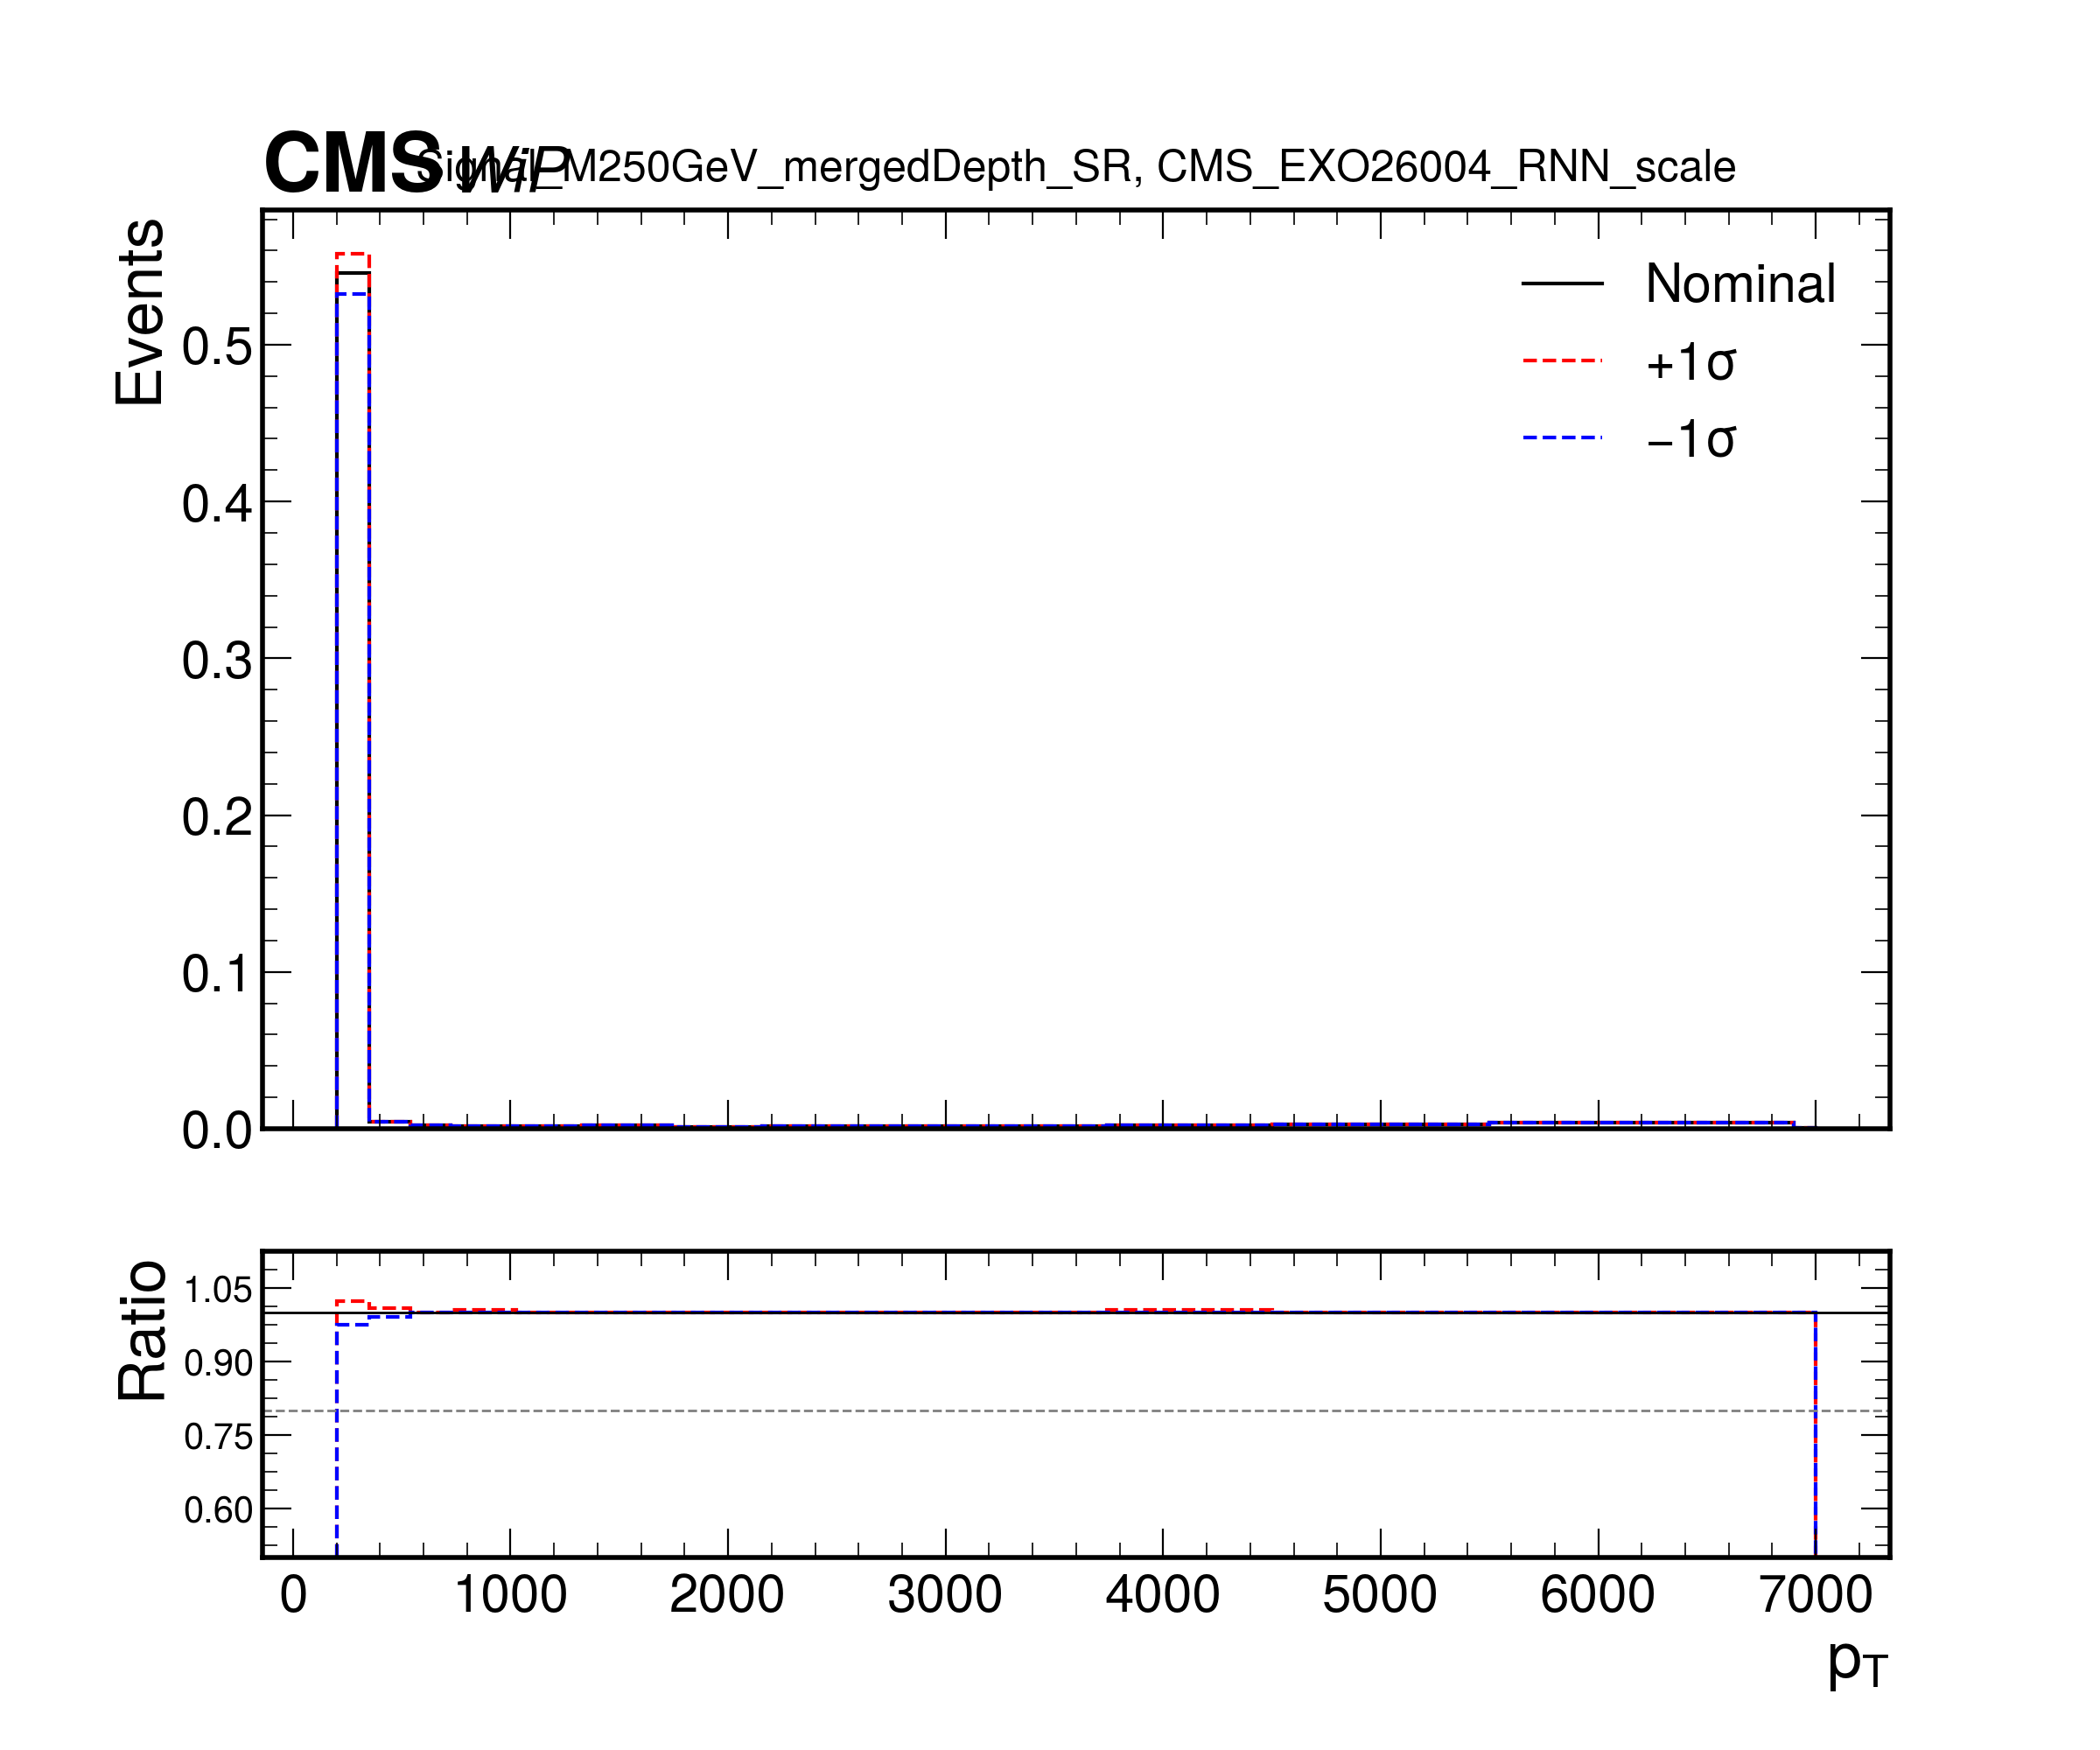 CMS WiP Signal_M250GeV_mergedDepth_SR, CMS_EXO26004_RNN_scale
Events
Nominal
+1σ
−1σ
0.5
0.4
0.3
0.2
0.1
0.0
Ratio
1.05
0.90
0.75
0.60
0 1000 2000 3000 4000 5000 6000 7000
pT